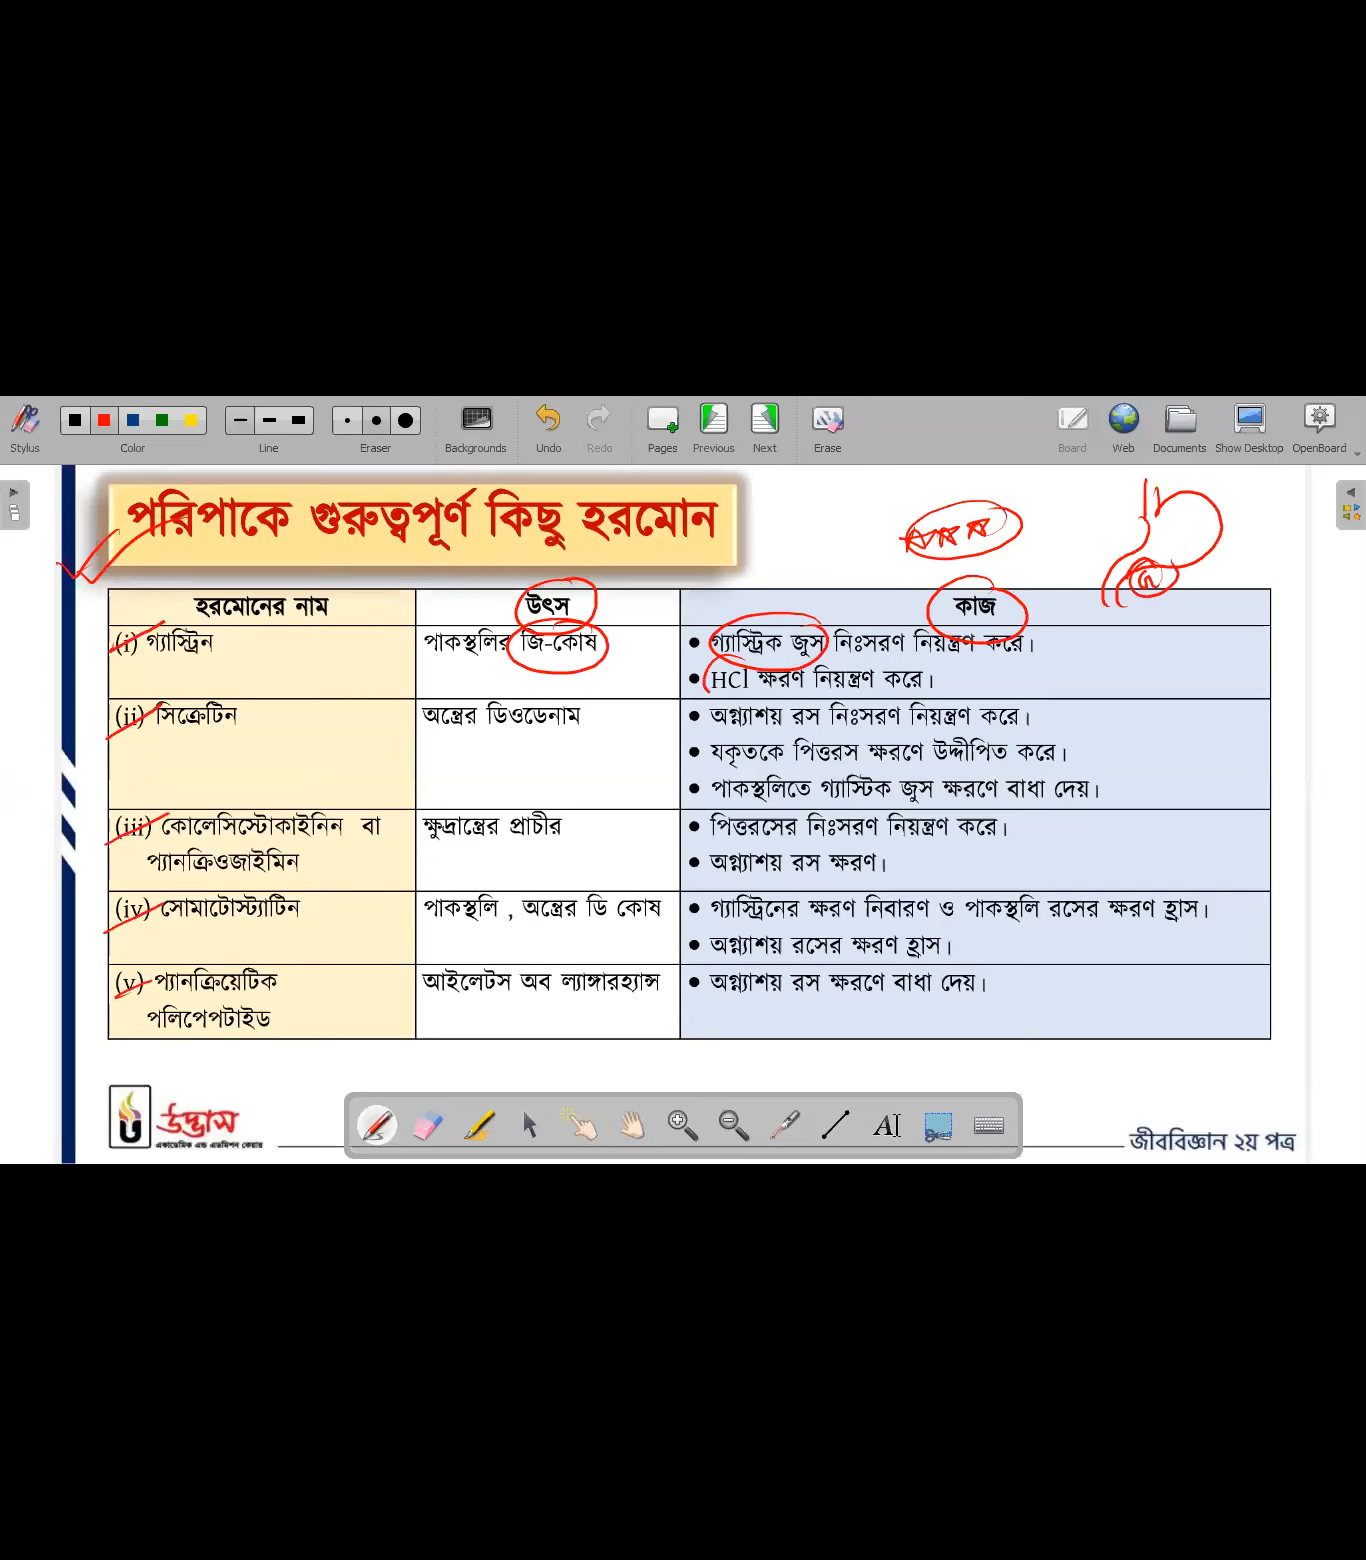 Stylus
Color
Line
Eraser
Backgrounds
Undo
Redo
Pages
Previous
Next
Erase
Board
Web
Documents
Show Desktop
OpenBoard
পরিপাকে গুরুত্বপূর্ণ কিছু হরমোন
হরমোনের নাম
উৎস
কাজ
(i) গ্যাস্ট্রিন
পাকস্থলির জি-কোষ
• গ্যাস্ট্রিক জুস নিঃসরণ নিয়ন্ত্রণ করে।
• HCl ক্ষরণ নিয়ন্ত্রণ করে।
(ii) সিক্রেটিন
অন্ত্রের ডিওডেনাম
• অগ্ন্যাশয় রস নিঃসরণ নিয়ন্ত্রণ করে।
• যকৃতকে পিত্তরস ক্ষরণে উদ্দীপিত করে।
• পাকস্থলিতে গ্যাস্টিক জুস ক্ষরণে বাধা দেয়।
(iii) কোলেসিস্টোকাইনিন বা
প্যানক্রিওজাইমিন
ক্ষুদ্রান্ত্রের প্রাচীর
• পিত্তরসের নিঃসরণ নিয়ন্ত্রণ করে।
• অগ্ন্যাশয় রস ক্ষরণ।
(iv) সোমাটোস্ট্যাটিন
পাকস্থলি , অন্ত্রের ডি কোষ
• গ্যাস্ট্রিনের ক্ষরণ নিবারণ ও পাকস্থলি রসের ক্ষরণ হ্রাস।
• অগ্ন্যাশয় রসের ক্ষরণ হ্রাস।
(v) প্যানক্রিয়েটিক
পলিপেপটাইড
আইলেটস অব ল্যাঙ্গারহ্যান্স
• অগ্ন্যাশয় রস ক্ষরণে বাধা দেয়।
উদ্ভাস
একাডেমিক এন্ড এডমিশন কেয়ার
জীববিজ্ঞান ২য় পত্র